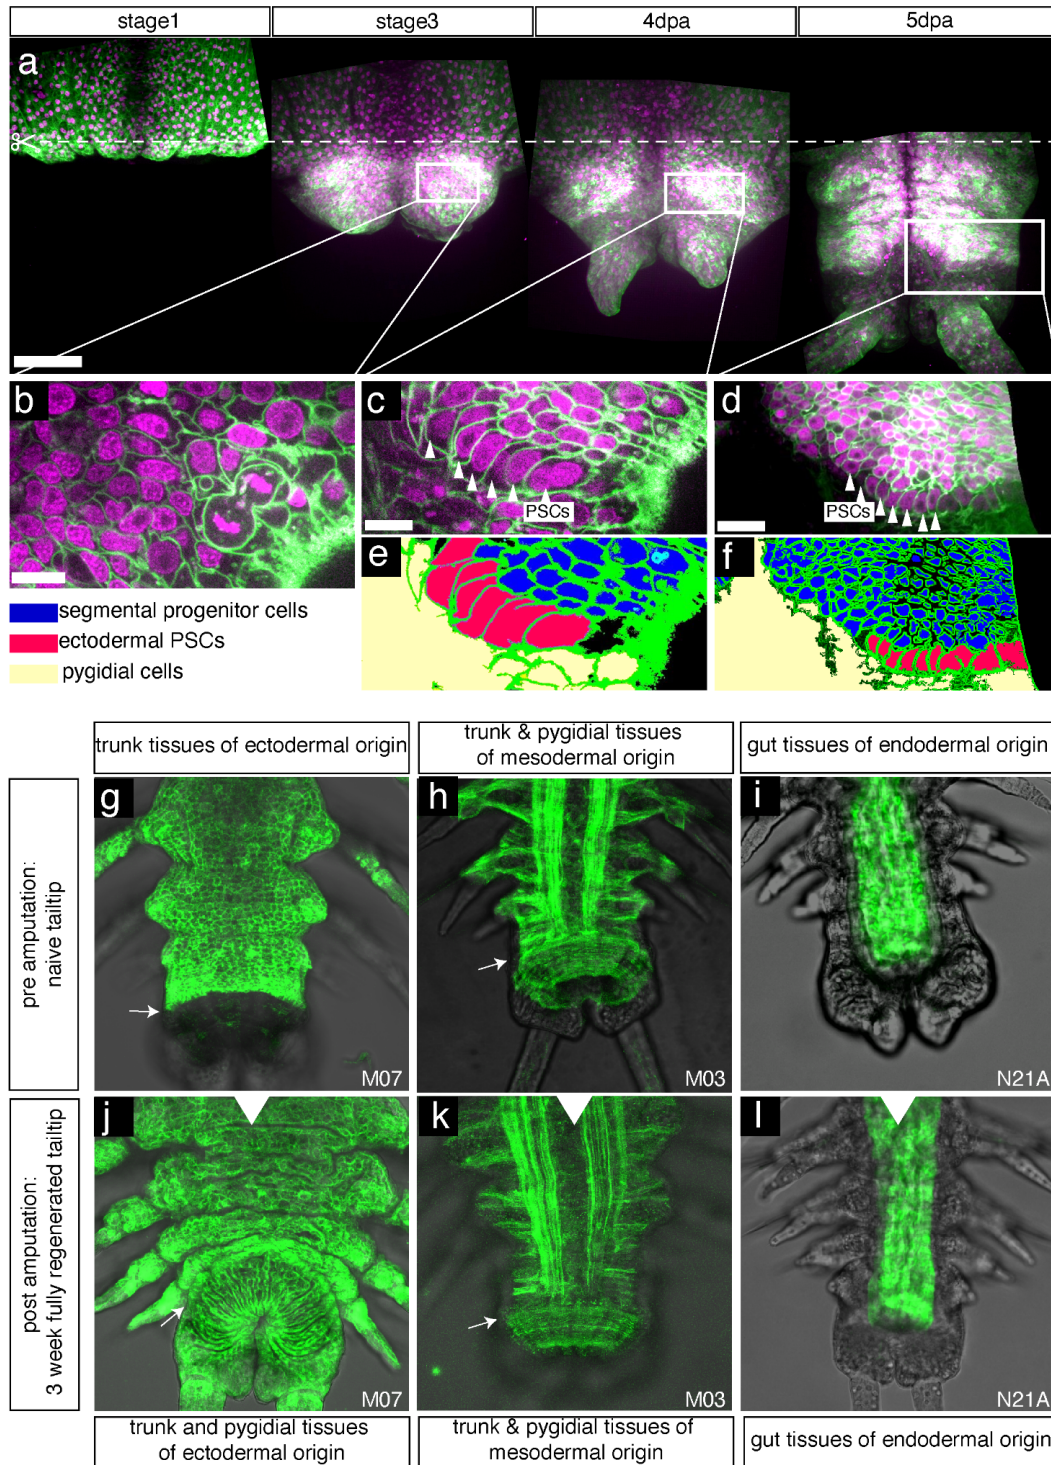 stage1
stage3
4dpa
5dpa
a
b
c
d
PSCs
PSCs
e
f
segmental progenitor cells
ectodermal PSCs
pygidial cells
trunk tissues of ectodermal origin
trunk & pygidial tissues
of mesodermal origin
gut tissues of endodermal origin
pre amputation:
naive tailtip
g
M07
h
M03
i
N21A
post amputation:
3 week fully regenerated tailtip
j
M07
k
M03
l
N21A
trunk and pygidial tissues
of ectodermal origin
trunk & pygidial tissues of
mesodermal origin
gut tissues of endodermal origin